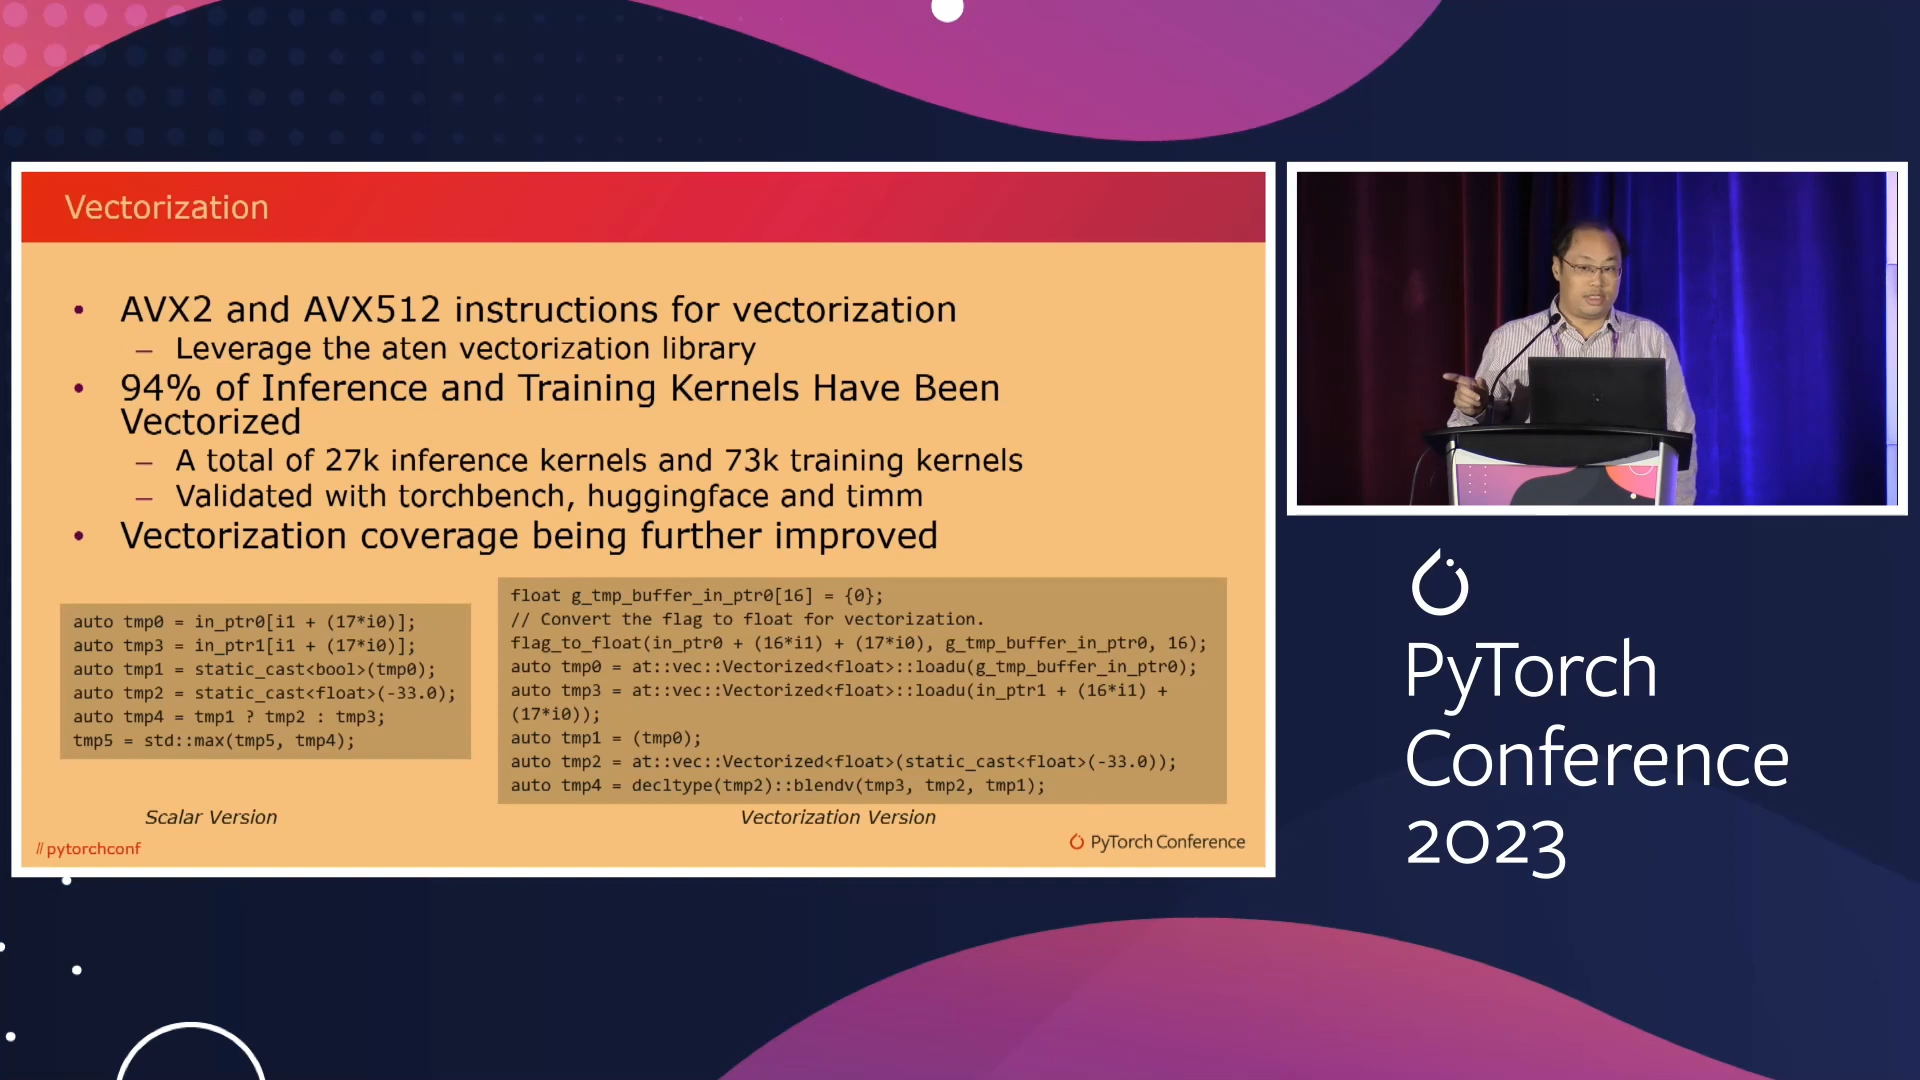 Vectorization
• AVX2 and AVX512 instructions for vectorization
– Leverage the aten vectorization library
• 94% of Inference and Training Kernels Have Been
Vectorized
– A total of 27k inference kernels and 73k training kernels
– Validated with torchbench, huggingface and timm
• Vectorization coverage being further improved
auto tmp0 = in_ptr0[i1 + (17*i0)];
auto tmp3 = in_ptr1[i1 + (17*i0)];
auto tmp1 = static_cast<bool>(tmp0);
auto tmp2 = static_cast<float>(-33.0);
auto tmp4 = tmp1 ? tmp2 : tmp3;
tmp5 = std::max(tmp5, tmp4);
Scalar Version
float g_tmp_buffer_in_ptr0[16] = {0};
// Convert the flag to float for vectorization.
flag_to_float(in_ptr0 + (16*i1) + (17*i0), g_tmp_buffer_in_ptr0, 16);
auto tmp0 = at::vec::Vectorized<float>::loadu(g_tmp_buffer_in_ptr0);
auto tmp3 = at::vec::Vectorized<float>::loadu(in_ptr1 + (16*i1) +
(17*i0));
auto tmp1 = (tmp0);
auto tmp2 = at::vec::Vectorized<float>(static_cast<float>(-33.0));
auto tmp4 = decltype(tmp2)::blendv(tmp3, tmp2, tmp1);
Vectorization Version
// pytorchconf
PyTorch Conference
PyTorch
Conference
2023